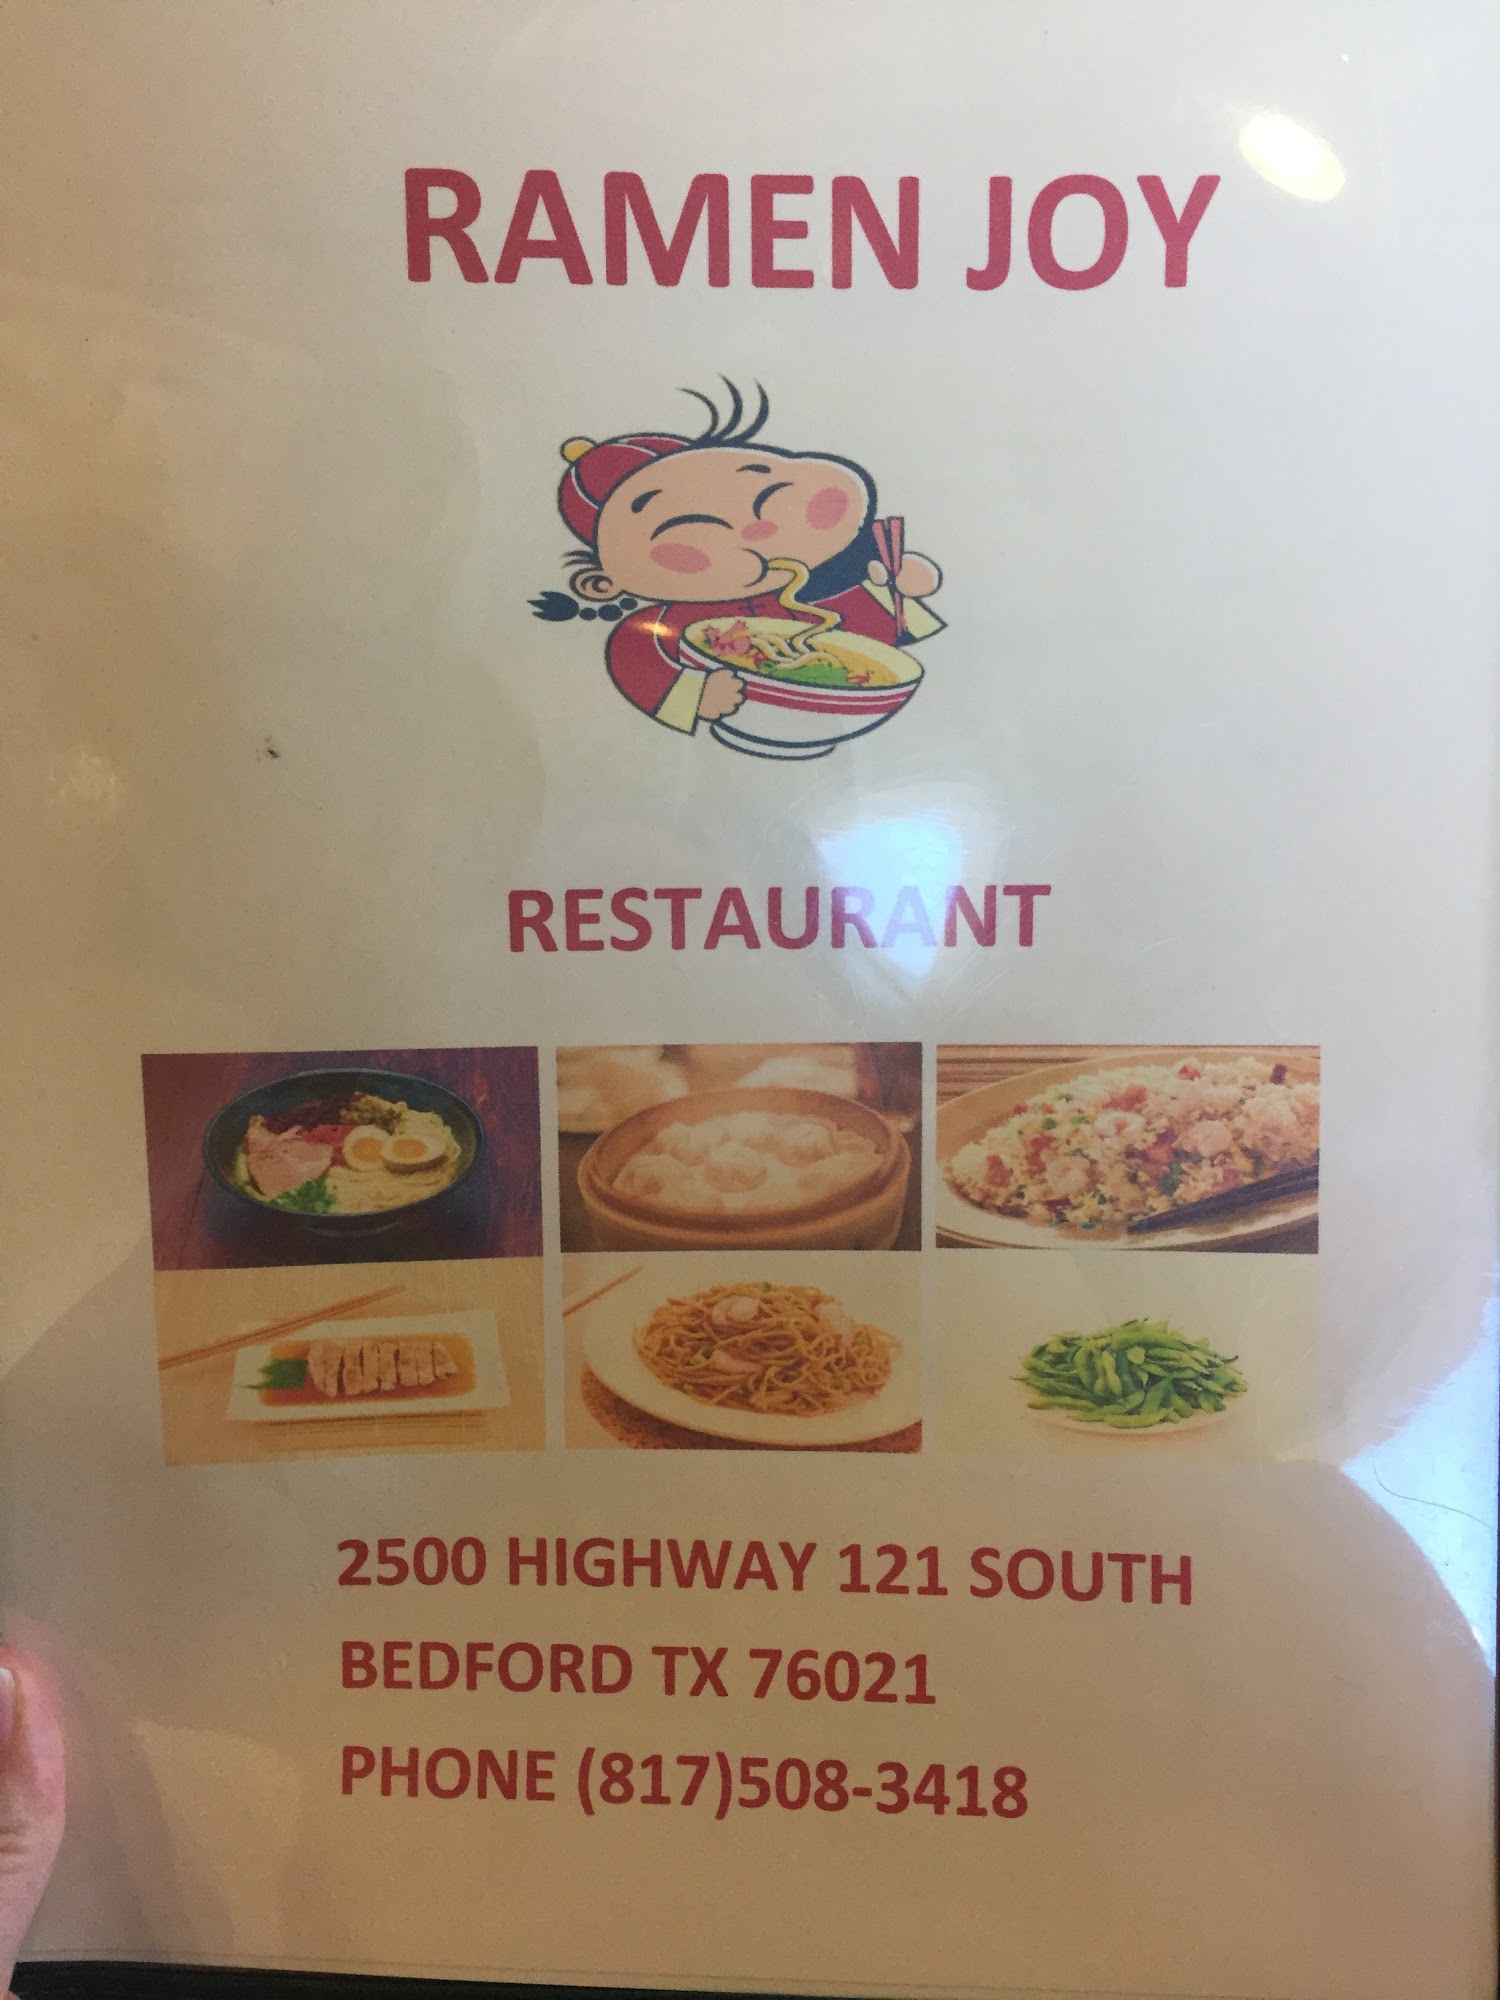 RAMEN JOY
RESTAURANT
2500 HIGHWAY 121 SOUTH
BEDFORD TX 76021
PHONE (817)508-3418